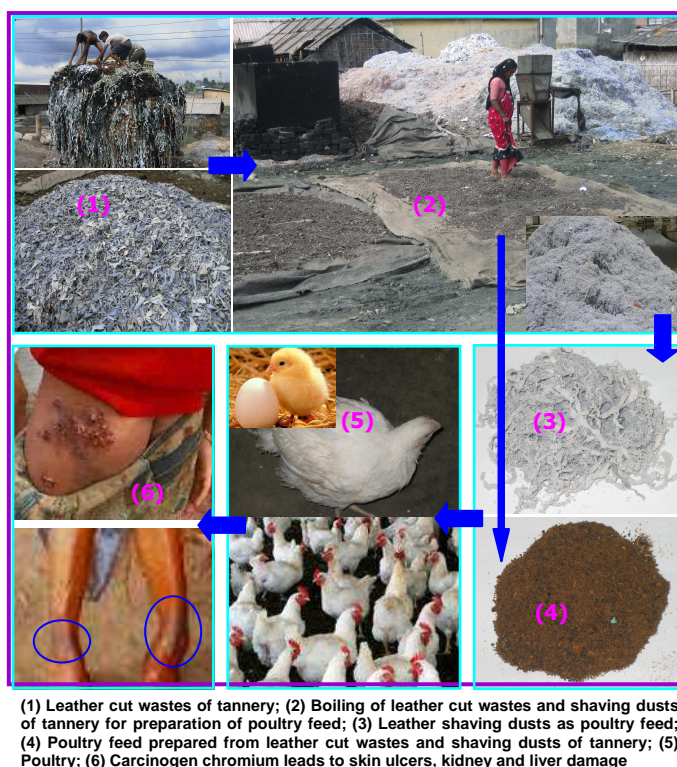 (1)
(2)
(3)
(5)
(6)
(4)
(1) Leather cut wastes of tannery; (2) Boiling of leather cut wastes and shaving dusts
of tannery for preparation of poultry feed; (3) Leather shaving dusts as poultry feed;
(4) Poultry feed prepared from leather cut wastes and shaving dusts of tannery; (5)
Poultry; (6) Carcinogen chromium leads to skin ulcers, kidney and liver damage